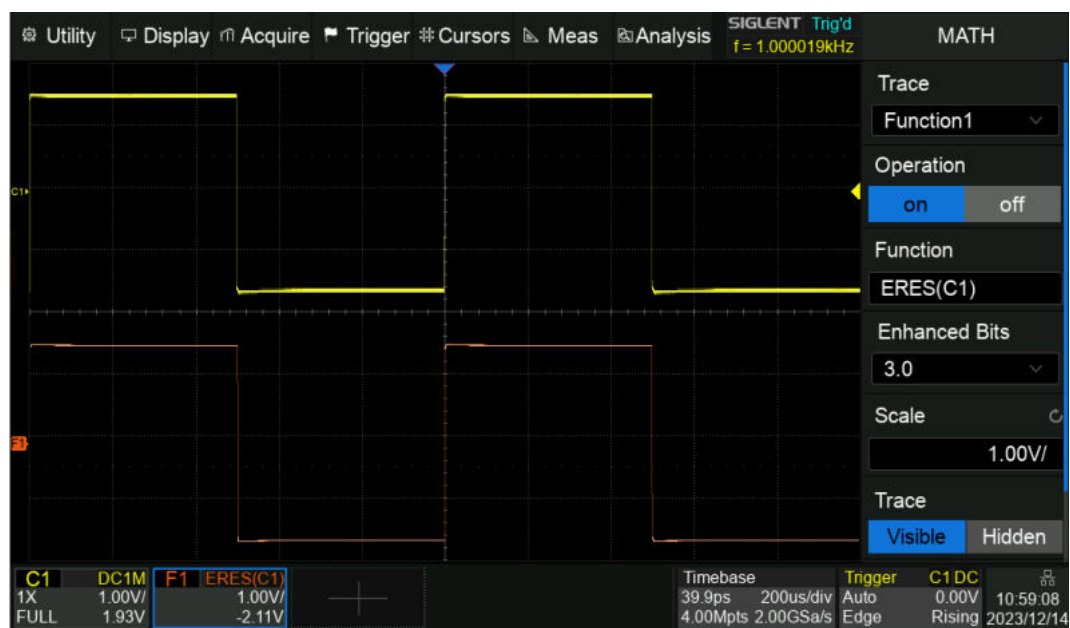 Utility Display Acquire Trigger Cursors Meas Analysis SIGLENT Trig'd MATH
f = 1.000019kHz
Trace
Function1
C1
Operation
on off
Function
ERES(C1)
Enhanced Bits
3.0
Scale
F1
1.00V/
Trace
Visible Hidden
C1 DC1M F1 ERES(C1) Timebase Trigger C1 DC
1X 1.00V/ 1.00V/ 39.9ps 200us/div Auto 0.00V 10:59:08
FULL 1.93V -2.11V 4.00Mpts 2.00GSa/s Edge Rising 2023/12/14